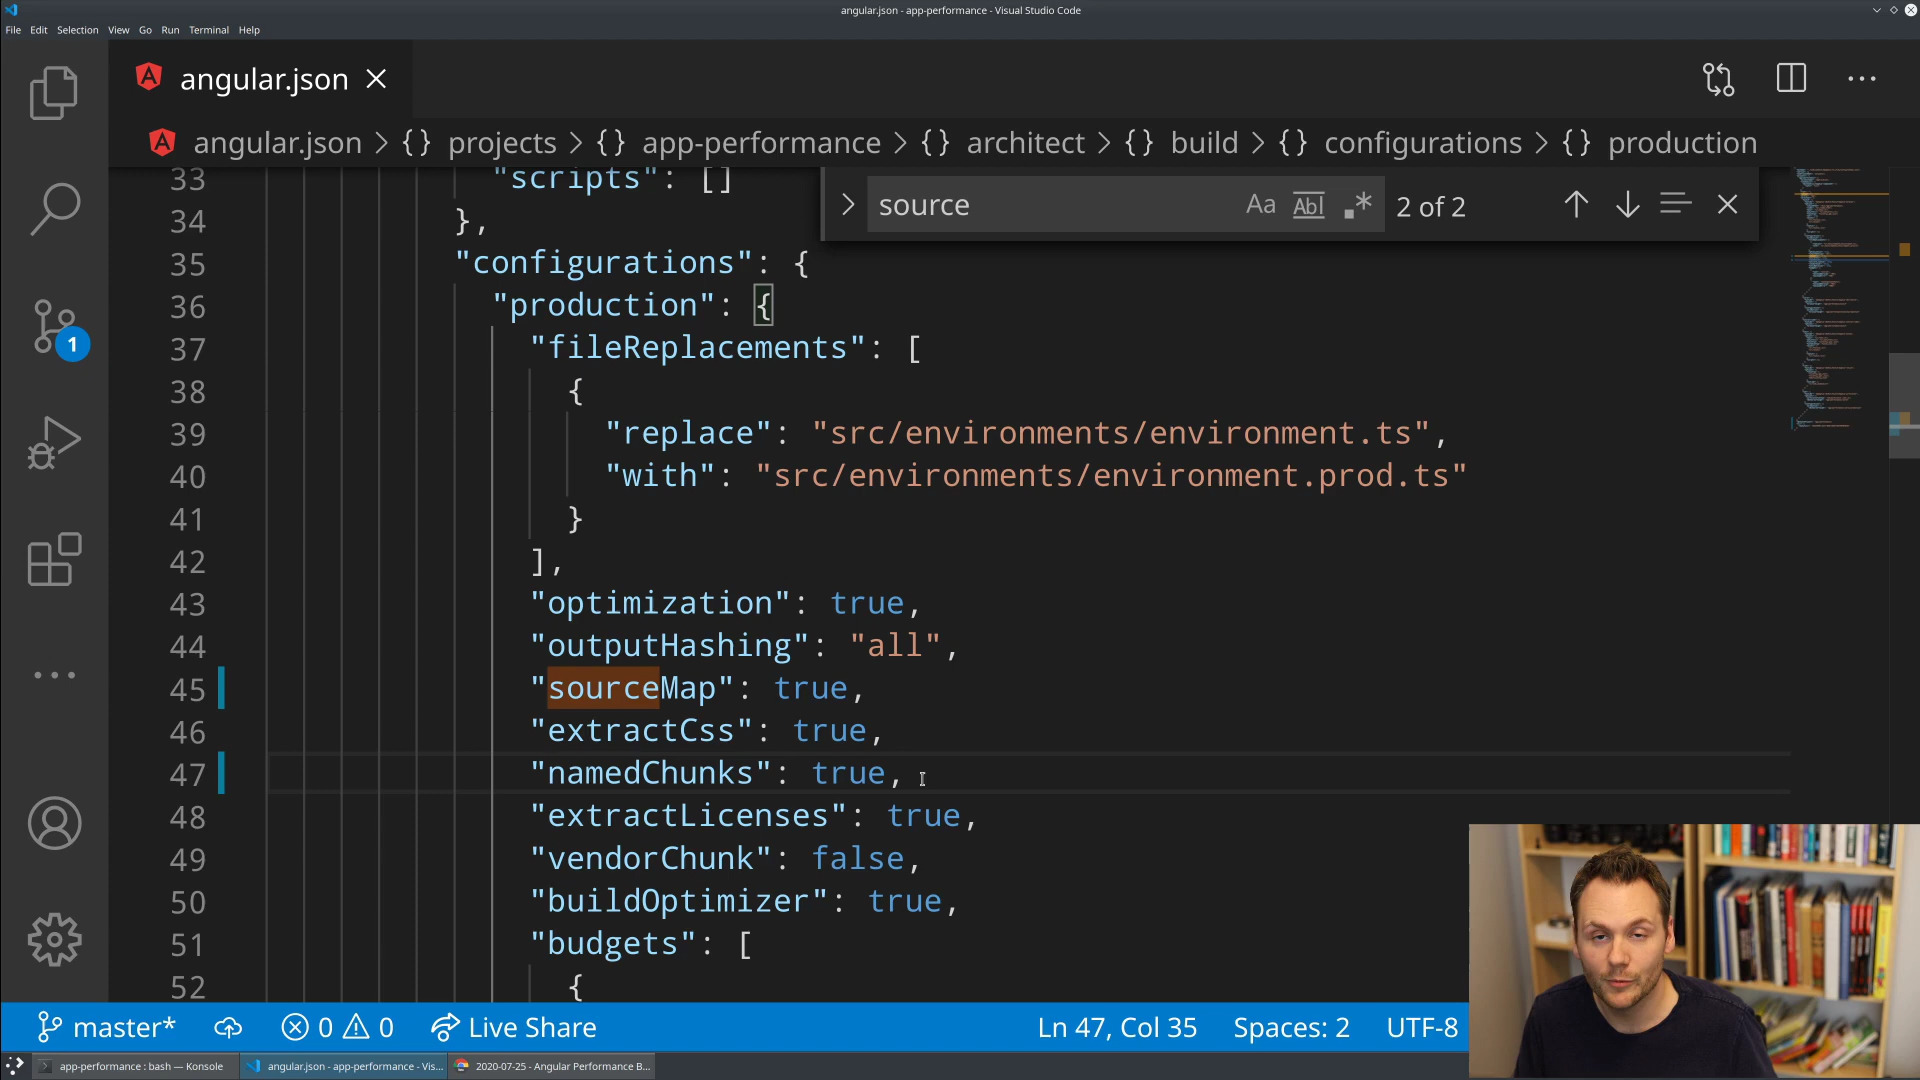 angular.json - app-performance - Visual Studio Code
File Edit Selection View Go Run Terminal Help
angular.json
angular.json > {} projects > {} app-performance > {} architect > {} build > {} configurations > {} production
source Aa Abl .* 2 of 2
33 "scripts": []
34 },
35 "configurations": {
36 "production": {
37 "fileReplacements": [
38 {
39 "replace": "src/environments/environment.ts",
40 "with": "src/environments/environment.prod.ts"
41 }
42 ],
43 "optimization": true,
44 "outputHashing": "all",
45 "sourceMap": true,
46 "extractCss": true,
47 "namedChunks": true,
48 "extractLicenses": true,
49 "vendorChunk": false,
50 "buildOptimizer": true,
51 "budgets": [
52 {
1
master* 0 0 Live Share Ln 47, Col 35 Spaces: 2 UTF-8
app-performance : bash — Konsole angular.json - app-performance - Vis... 2020-07-25 - Angular Performance B...